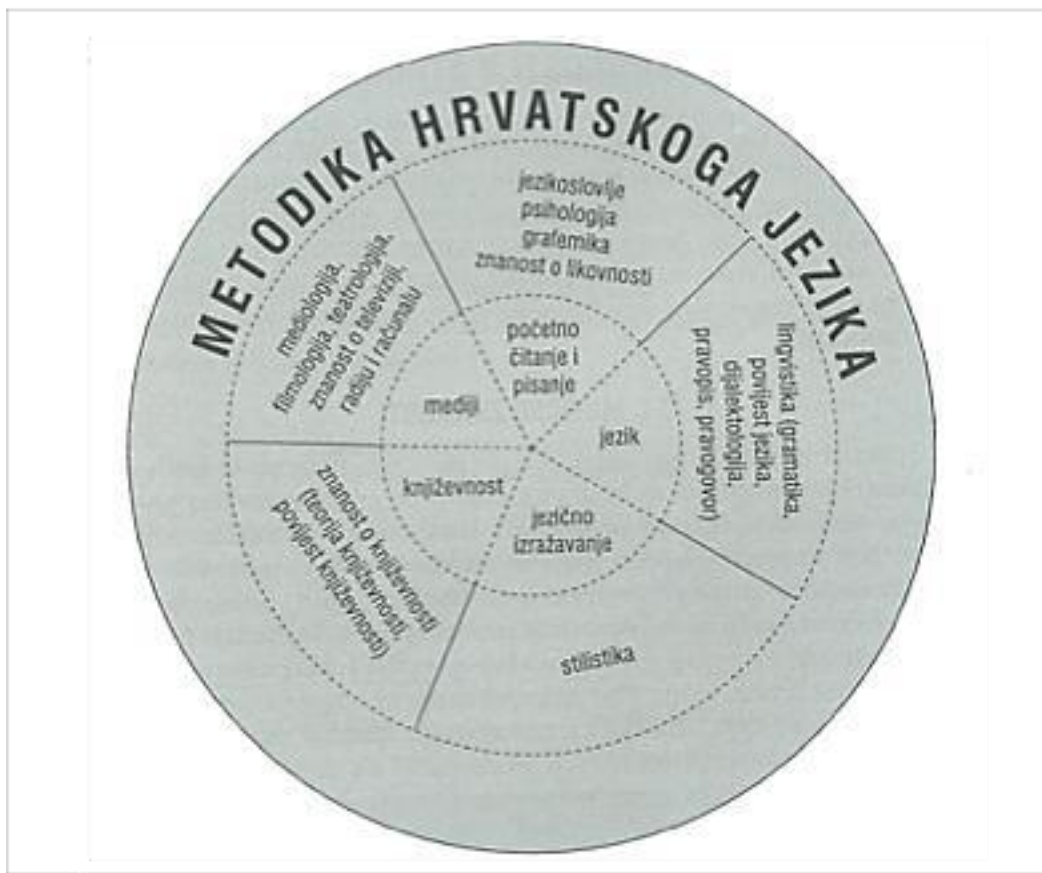 METODIKA HRVATSKOGA JEZIKA
jezikoslovlje
psihologija
grafemika
znanost o likovnosti
početno
čitanje i
pisanje
lingvistika (gramatika,
povijest jezika,
dijalektologija,
pravopis, pravogovor)
jezik
stilistika
jezično
izražavanje
znanost o književnosti
(teorija književnosti,
povijest književnosti)
književnost
mediologija,
filmologija, teatrologija,
znanost o televiziji,
radiju i računalu
mediji